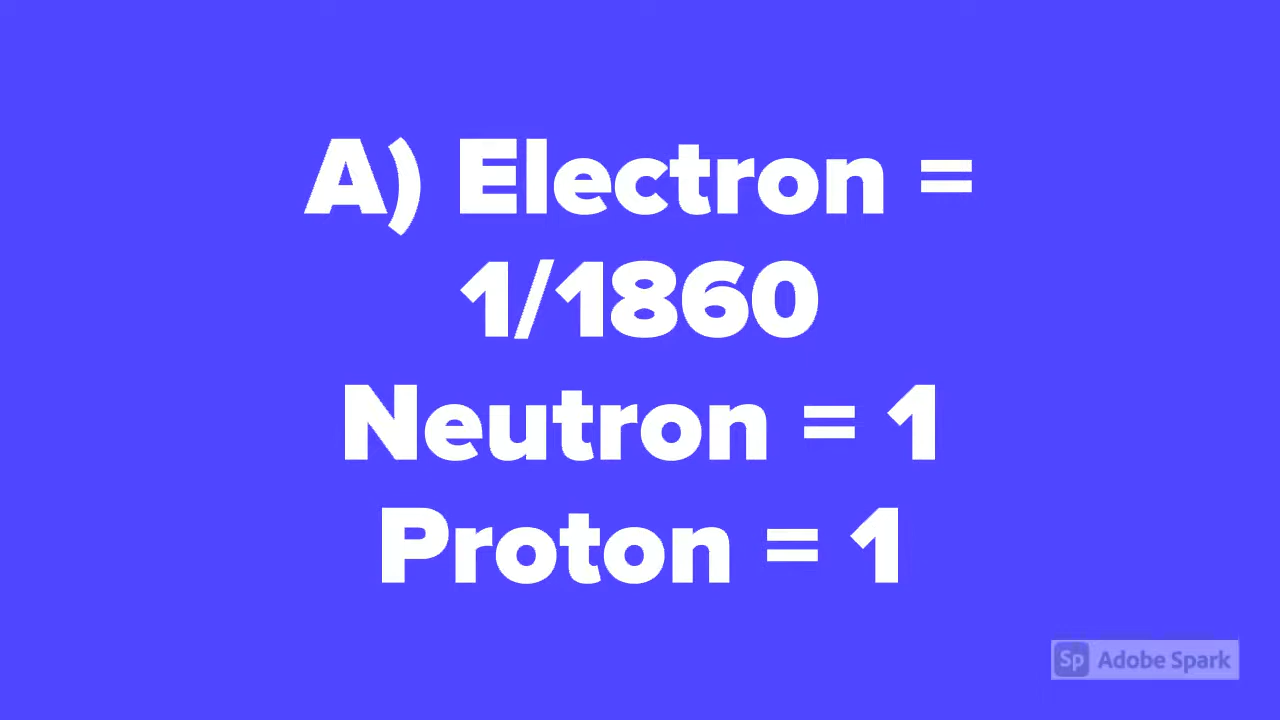 A) Electron =
1/1860
Neutron = 1
Proton = 1
Sp Adobe Spark